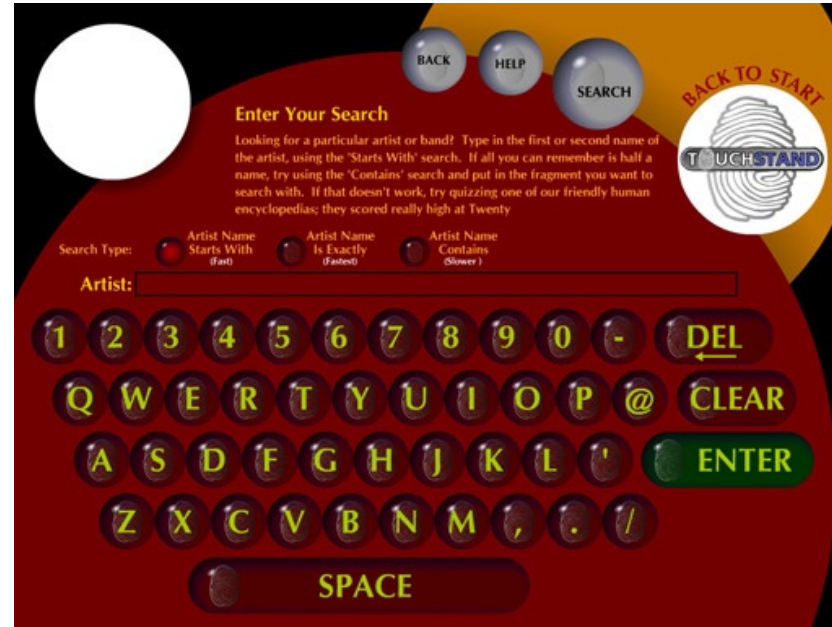 BACK
HELP
SEARCH
BACK TO START
TOUCHSTAND
Enter Your Search
Looking for a particular artist or band? Type in the first or second name of
the artist, using the 'Starts With' search. If all you can remember is half a
name, try using the 'Contains' search and put in the fragment you want to
search with. If that doesn't work, try quizzing one of our friendly human
encyclopedias; they scored really high at Twenty
Search Type:
Artist Name
Starts With
(Fast)
Artist Name
Is Exactly
(Fastest)
Artist Name
Contains
(Slower )
Artist:
1 2 3 4 5 6 7 8 9 0 - DEL
Q W E R T Y U I O P @ CLEAR
A S D F G H J K L ' ENTER
Z X C V B N M , . /
SPACE